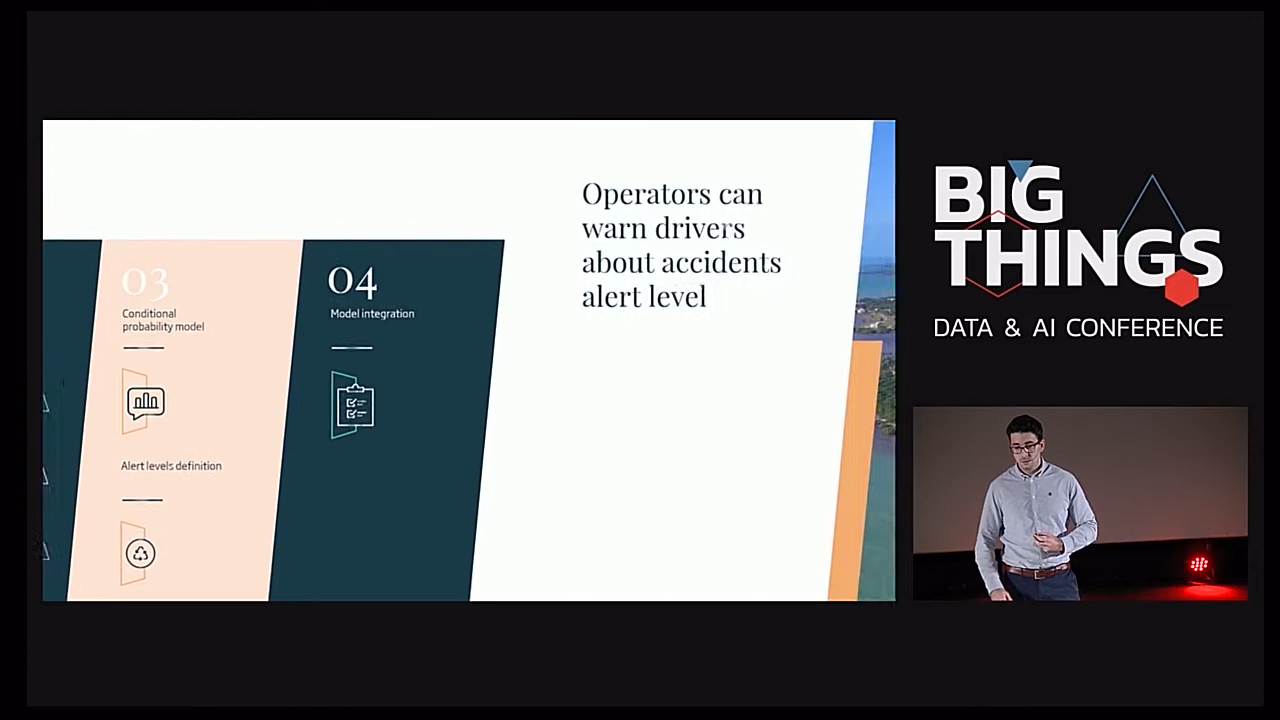 03
Conditional
probability model
Alert levels definition
04
Model integration
Operators can
warn drivers
about accidents
alert level
BIG
THINGS
DATA & AI CONFERENCE